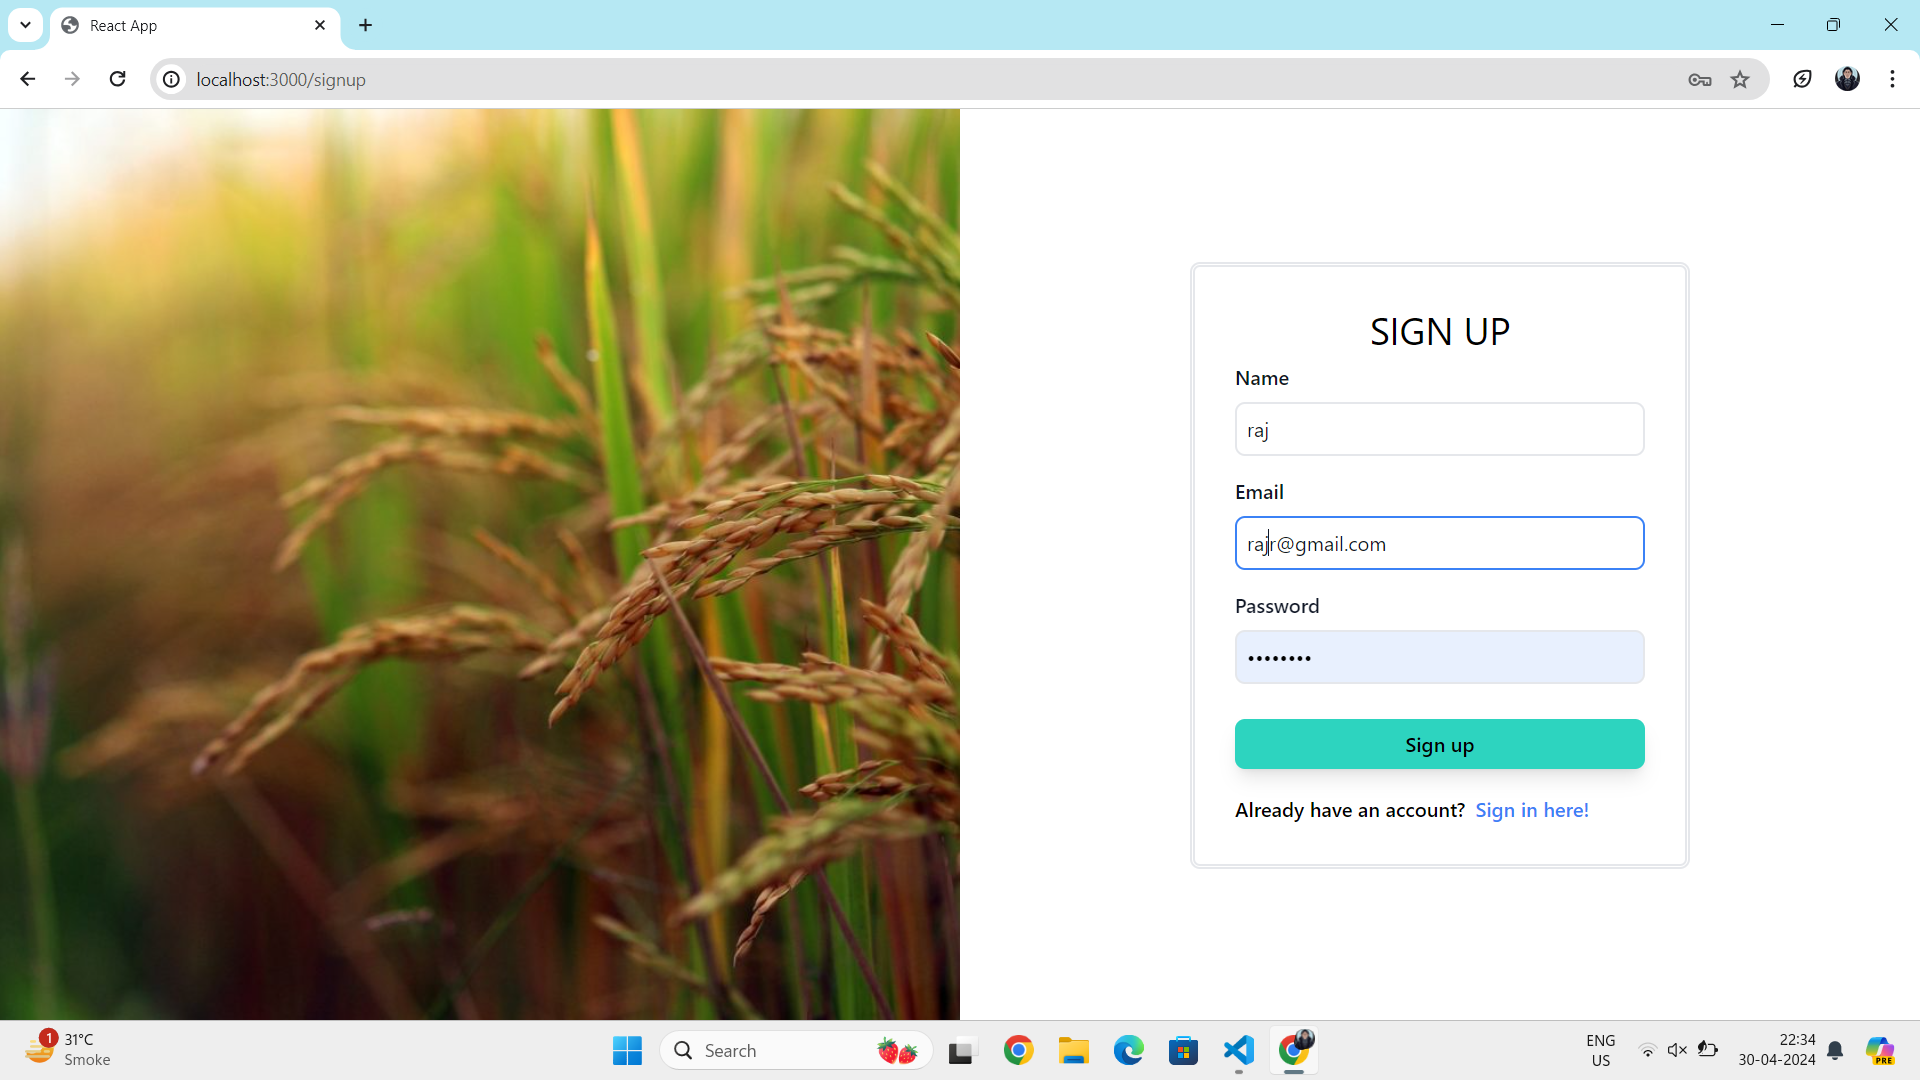 React App
localhost:3000/signup
SIGN UP
Name
raj
Email
rajr@gmail.com
Password
••••••••
Sign up
Already have an account? Sign in here!
1
31°C
Smoke
Search
ENG
US
22:34
30-04-2024
PRE